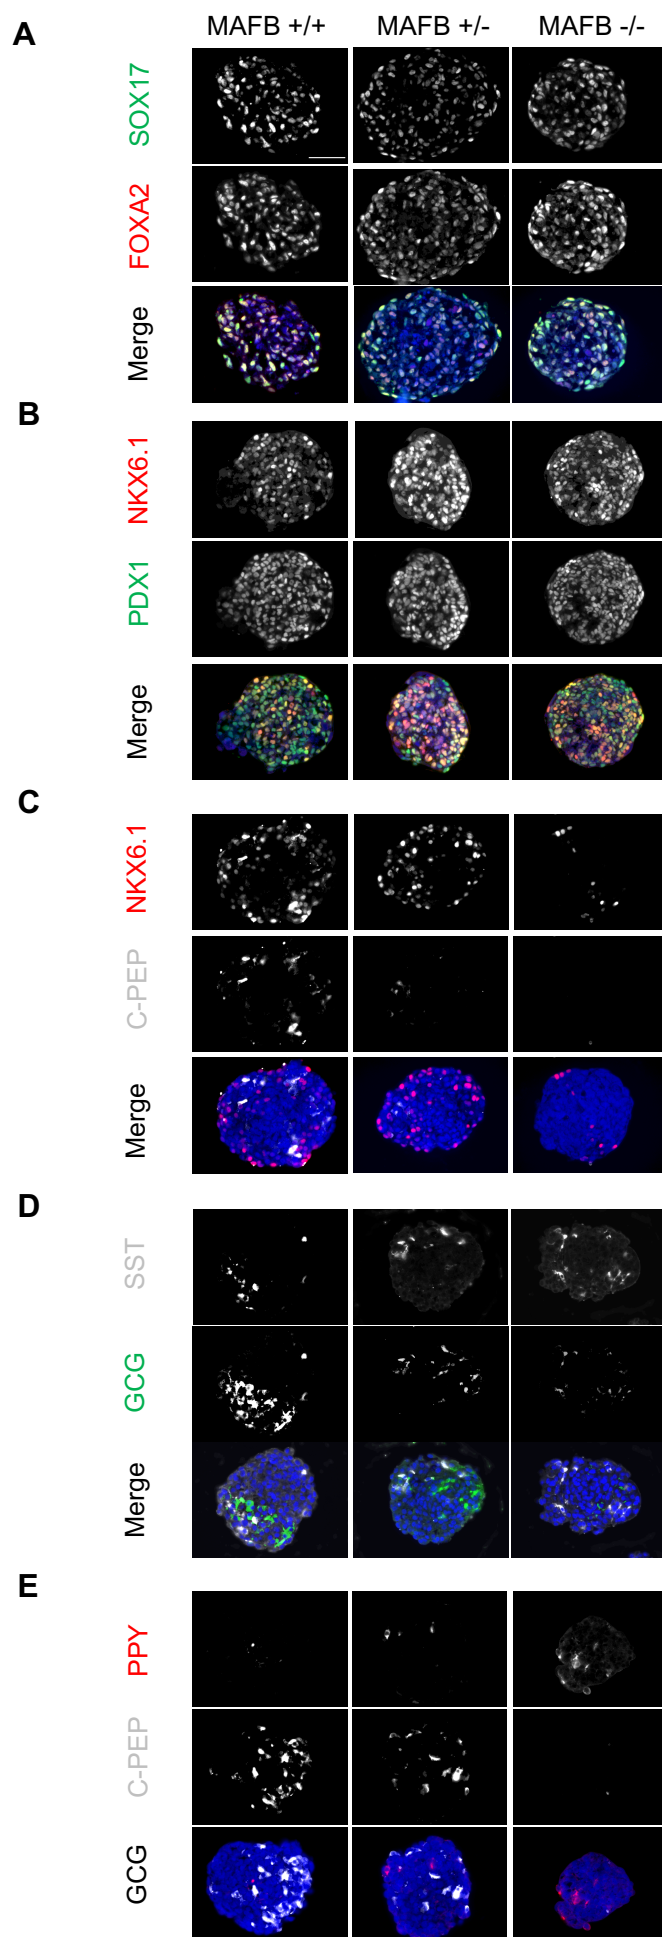 A
MAFB +/+ MAFB +/- MAFB -/-
SOX17
FOXA2
Merge
B
NKX6.1
PDX1
Merge
C
NKX6.1
C-PEP
Merge
D
SST
GCG
Merge
E
PPY
C-PEP
GCG